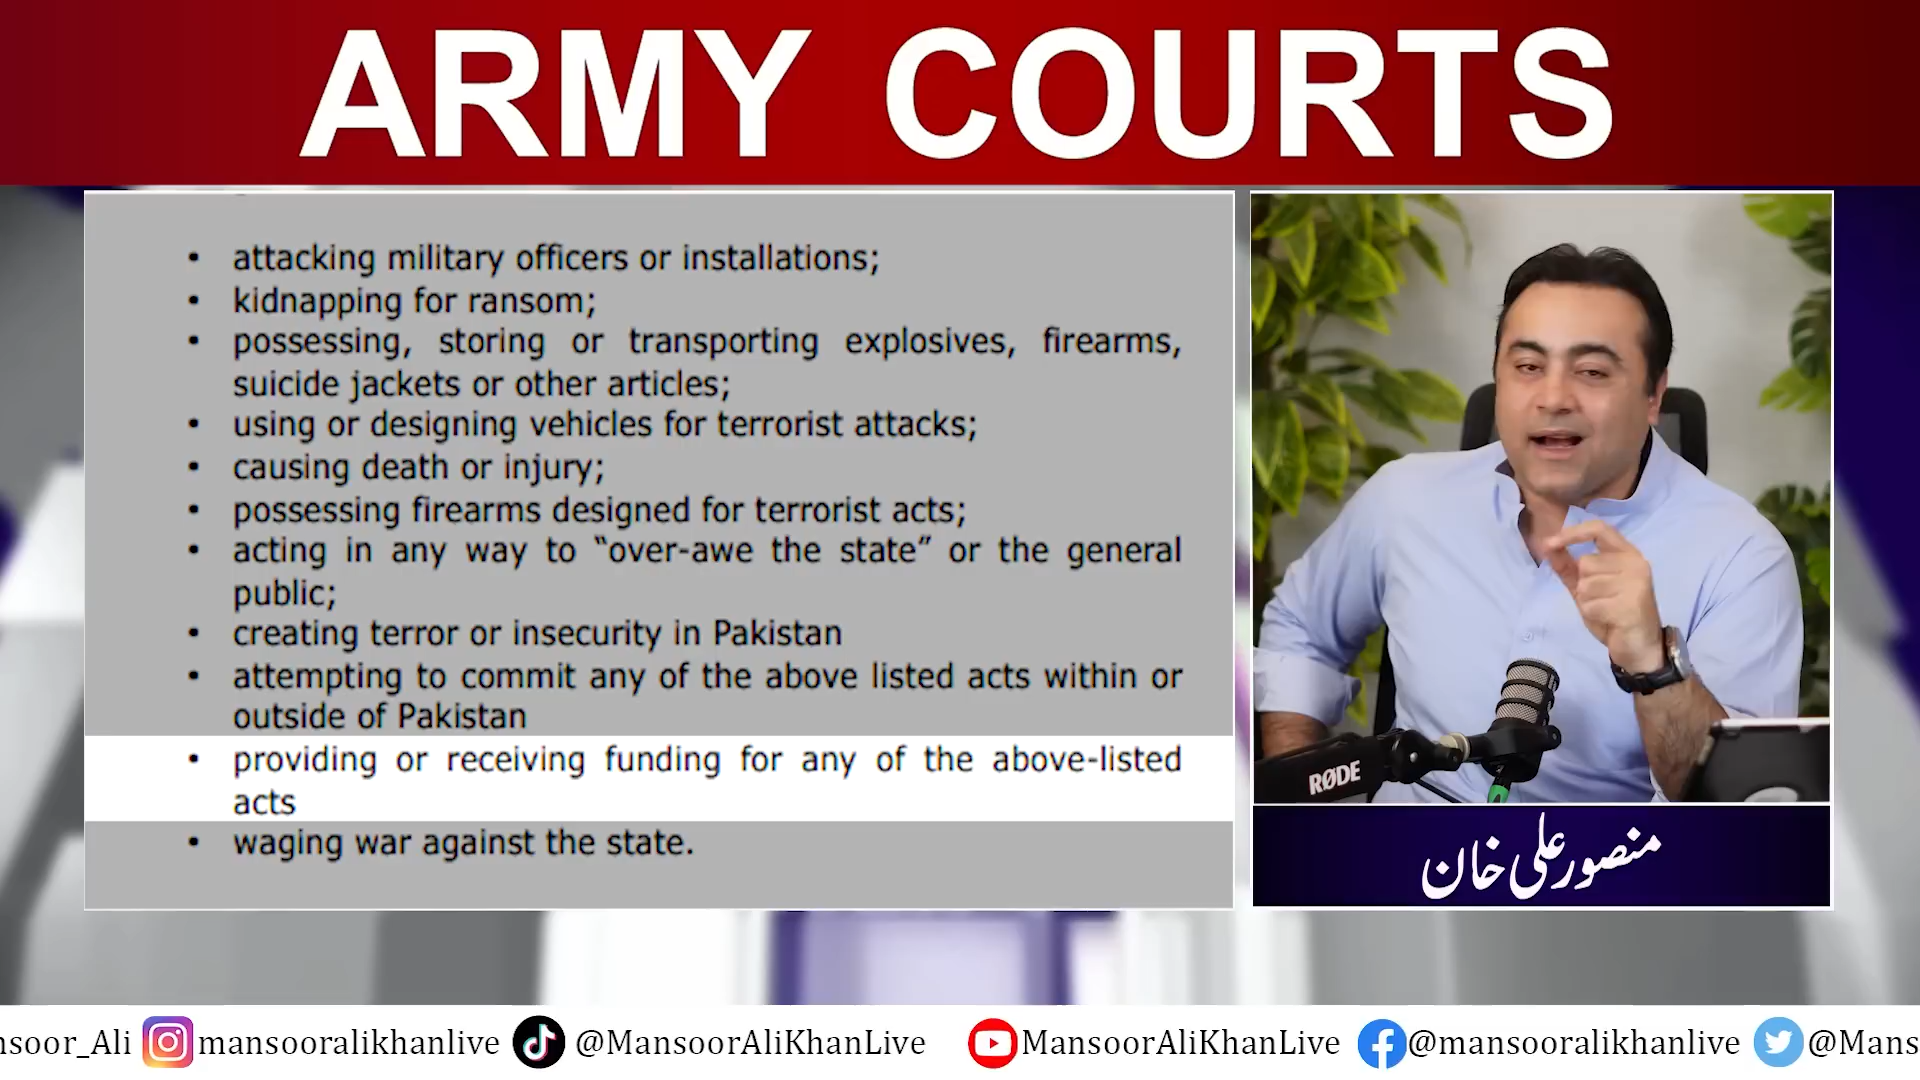 ARMY COURTS
• attacking military officers or installations;
• kidnapping for ransom;
• possessing, storing or transporting explosives, firearms,
suicide jackets or other articles;
• using or designing vehicles for terrorist attacks;
• causing death or injury;
• possessing firearms designed for terrorist acts;
• acting in any way to “over-awe the state” or the general
public;
• creating terror or insecurity in Pakistan
• attempting to commit any of the above listed acts within or
outside of Pakistan
• providing or receiving funding for any of the above-listed
acts
• waging war against the state.
RØDE
منصور علی خان
nsoor_Ali mansooralikhanlive @MansoorAliKhanLive MansoorAliKhanLive @mansooralikhanlive @Mans